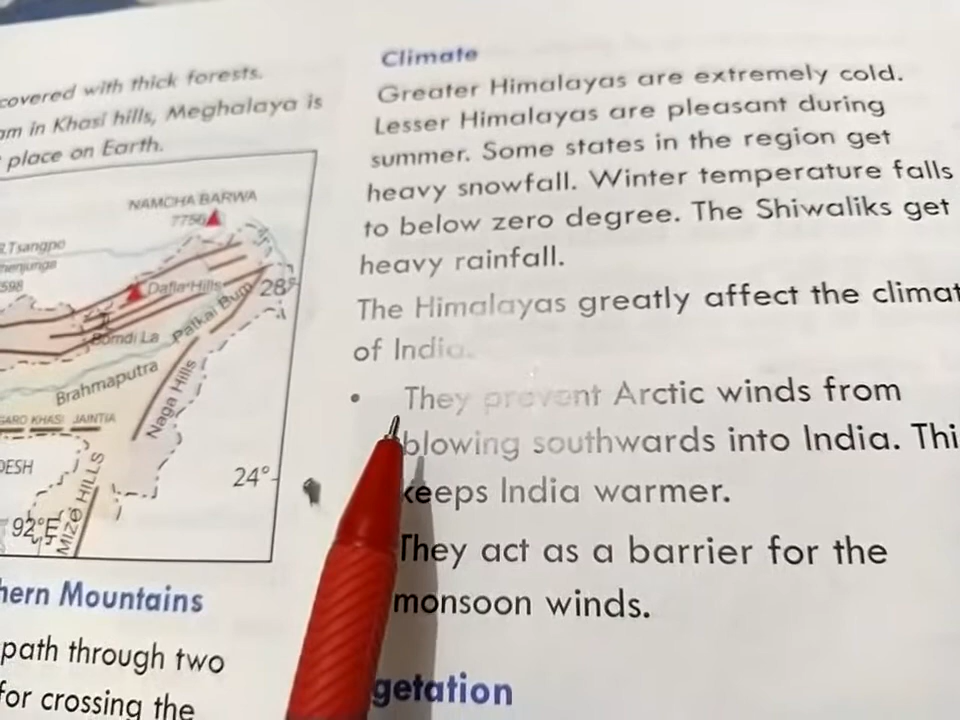 covered with thick forests.
am in Khasi hills, Meghalaya is
place on Earth.
NAMCHA BARWA
7756
R.Tsangpo
598
Dafla Hills
28°
Bomdi La
Patkai Bum
Brahmaputra
Naga Hills
GARO KHASI JAINTIA
DESH
24°
92°E
MIZO HILLS
hern Mountains
path through two
for crossing the
Climate
Greater Himalayas are extremely cold.
Lesser Himalayas are pleasant during
summer. Some states in the region get
heavy snowfall. Winter temperature falls
to below zero degree. The Shiwaliks get
heavy rainfall.
The Himalayas greatly affect the climat
of India.
• They prevent Arctic winds from
blowing southwards into India. Thi
keeps India warmer.
They act as a barrier for the
monsoon winds.
getation